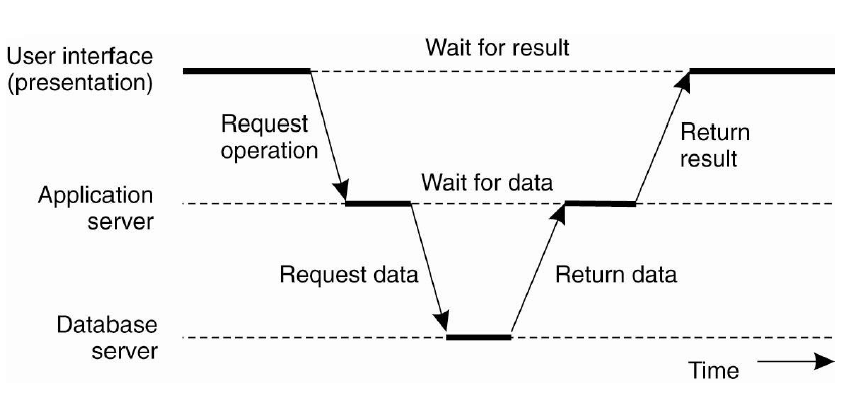 Wait for result
User interface
(presentation)
Request
operation
Return
result
Wait for data
Application
server
Request data
Return data
Database
server
Time